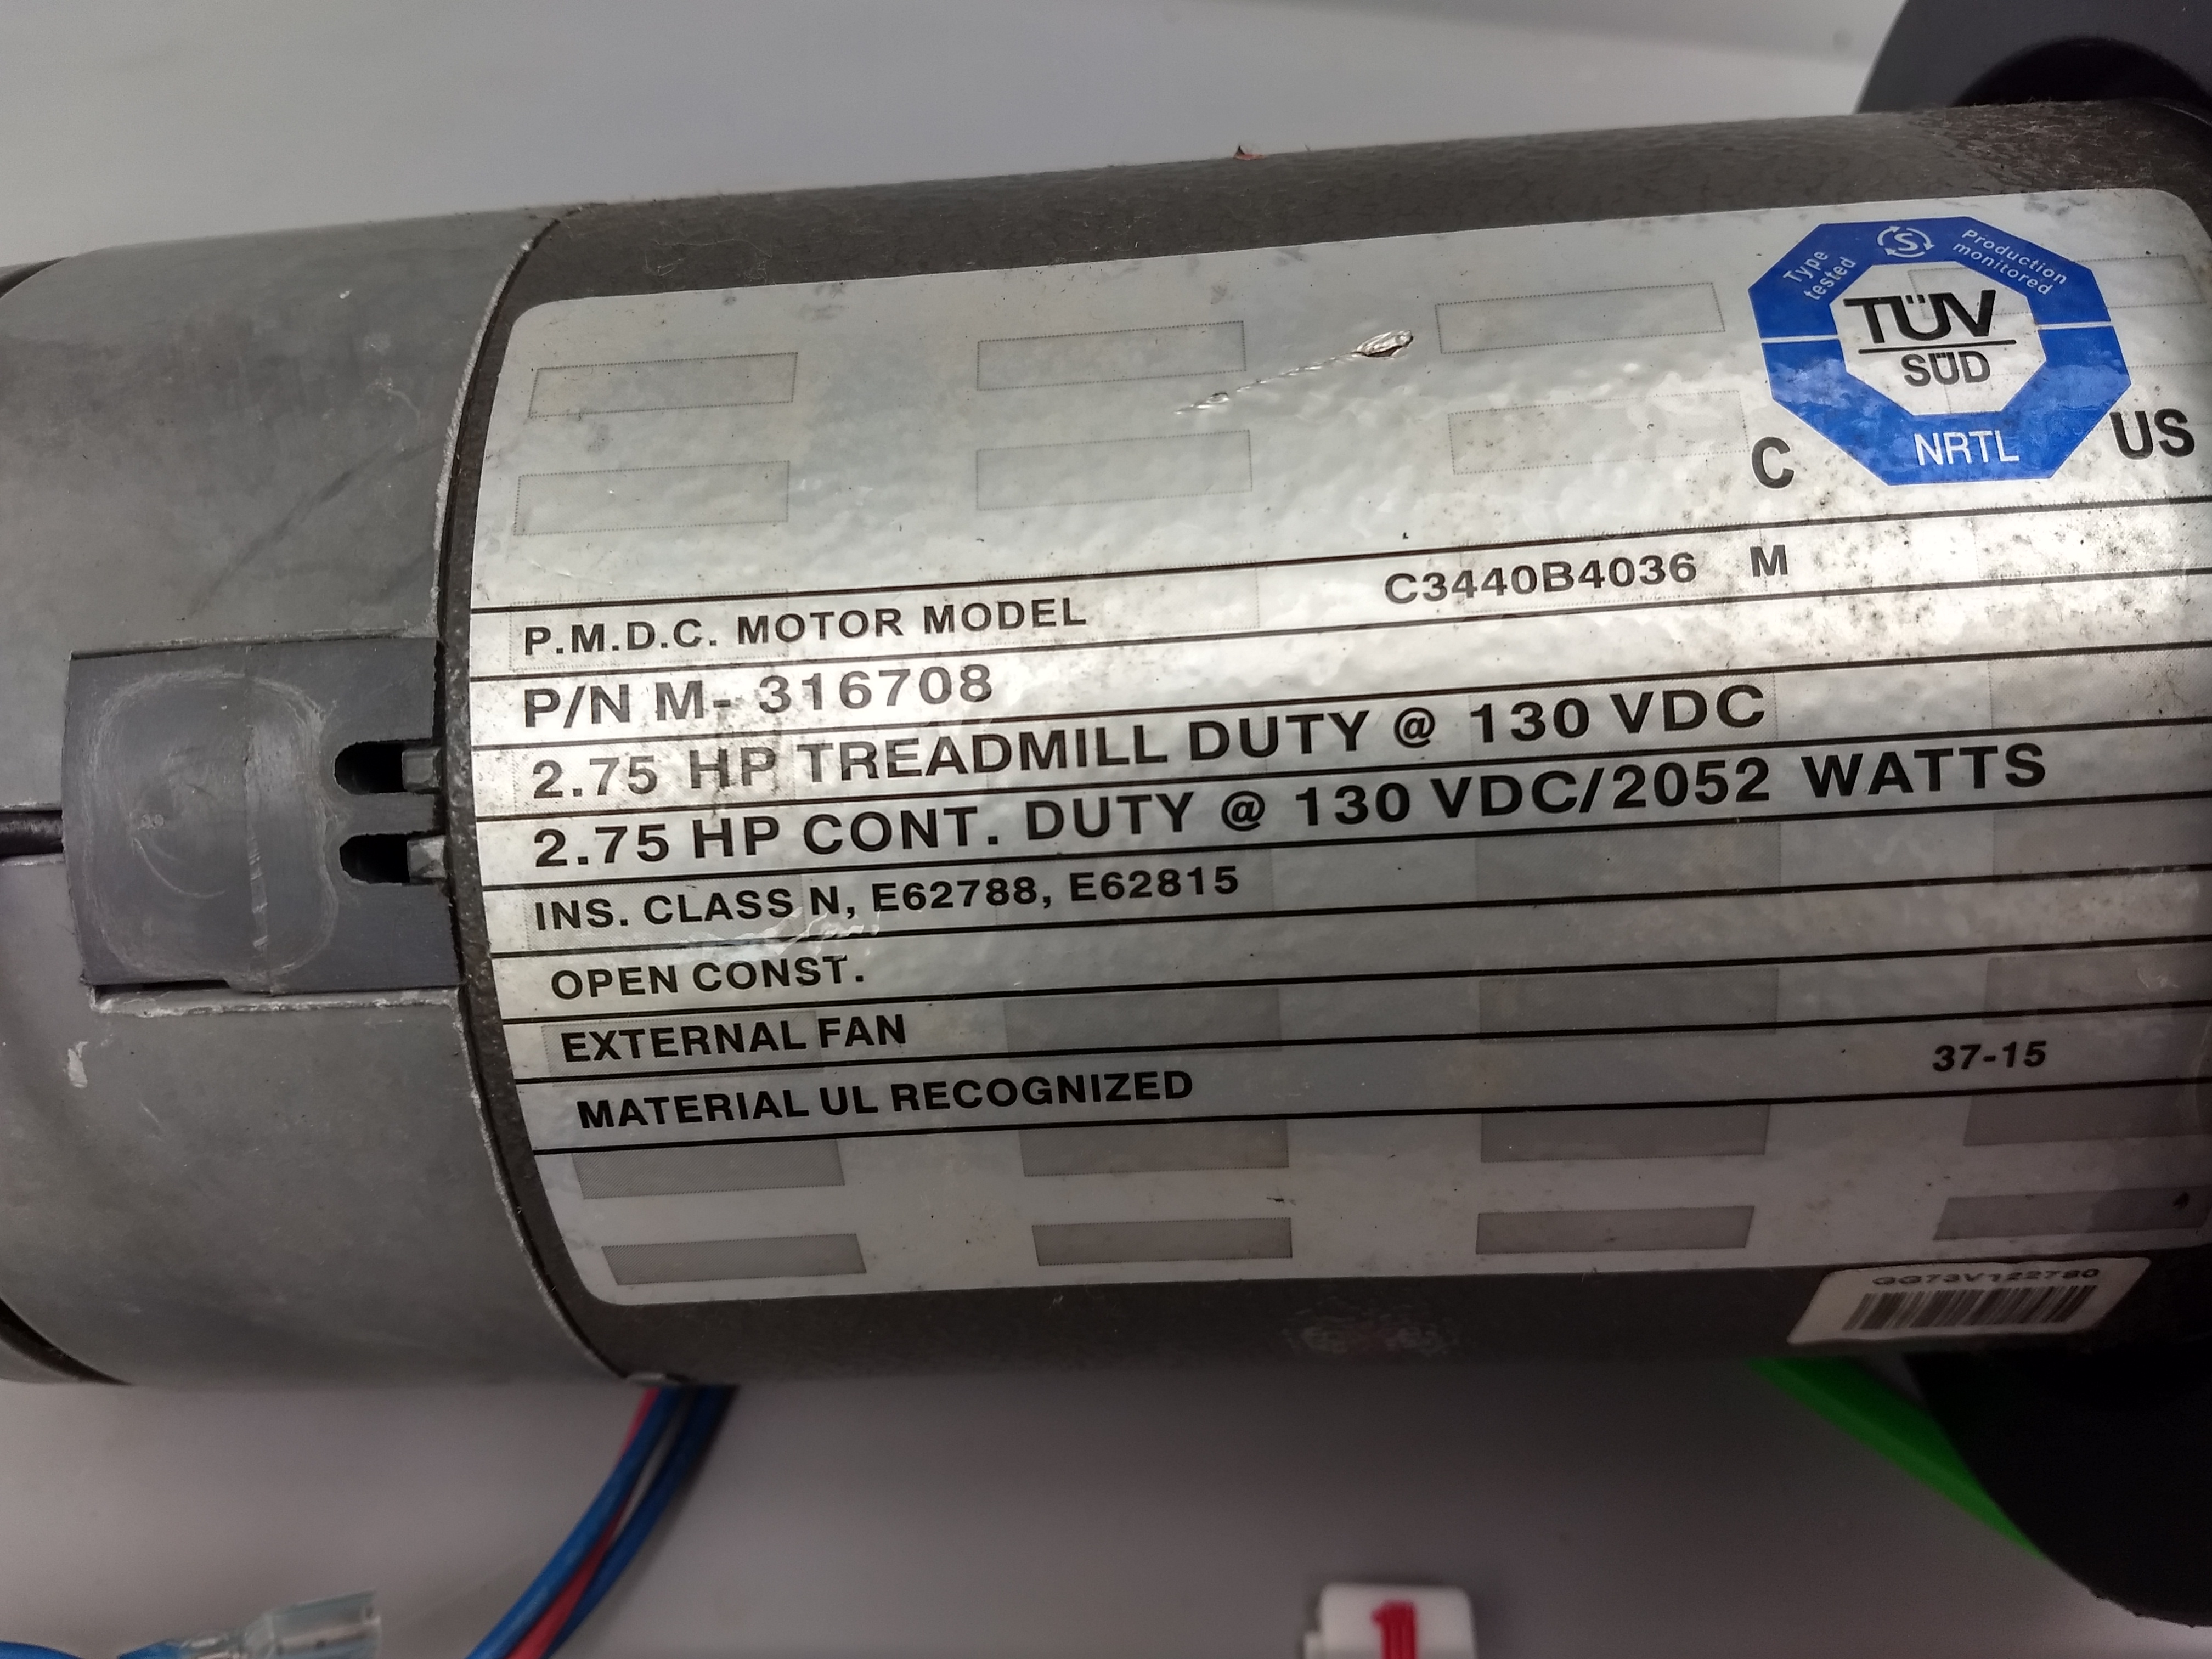 Type tested
S
Production monitored
TÜV
SÜD
NRTL
C US
P.M.D.C. MOTOR MODEL C3440B4036 M
P/N M- 316708
2.75 HP TREADMILL DUTY @ 130 VDC
2.75 HP CONT. DUTY @ 130 VDC/2052 WATTS
INS. CLASS N, E62788, E62815
OPEN CONST.
EXTERNAL FAN
MATERIAL UL RECOGNIZED 37-15
GG73V122780